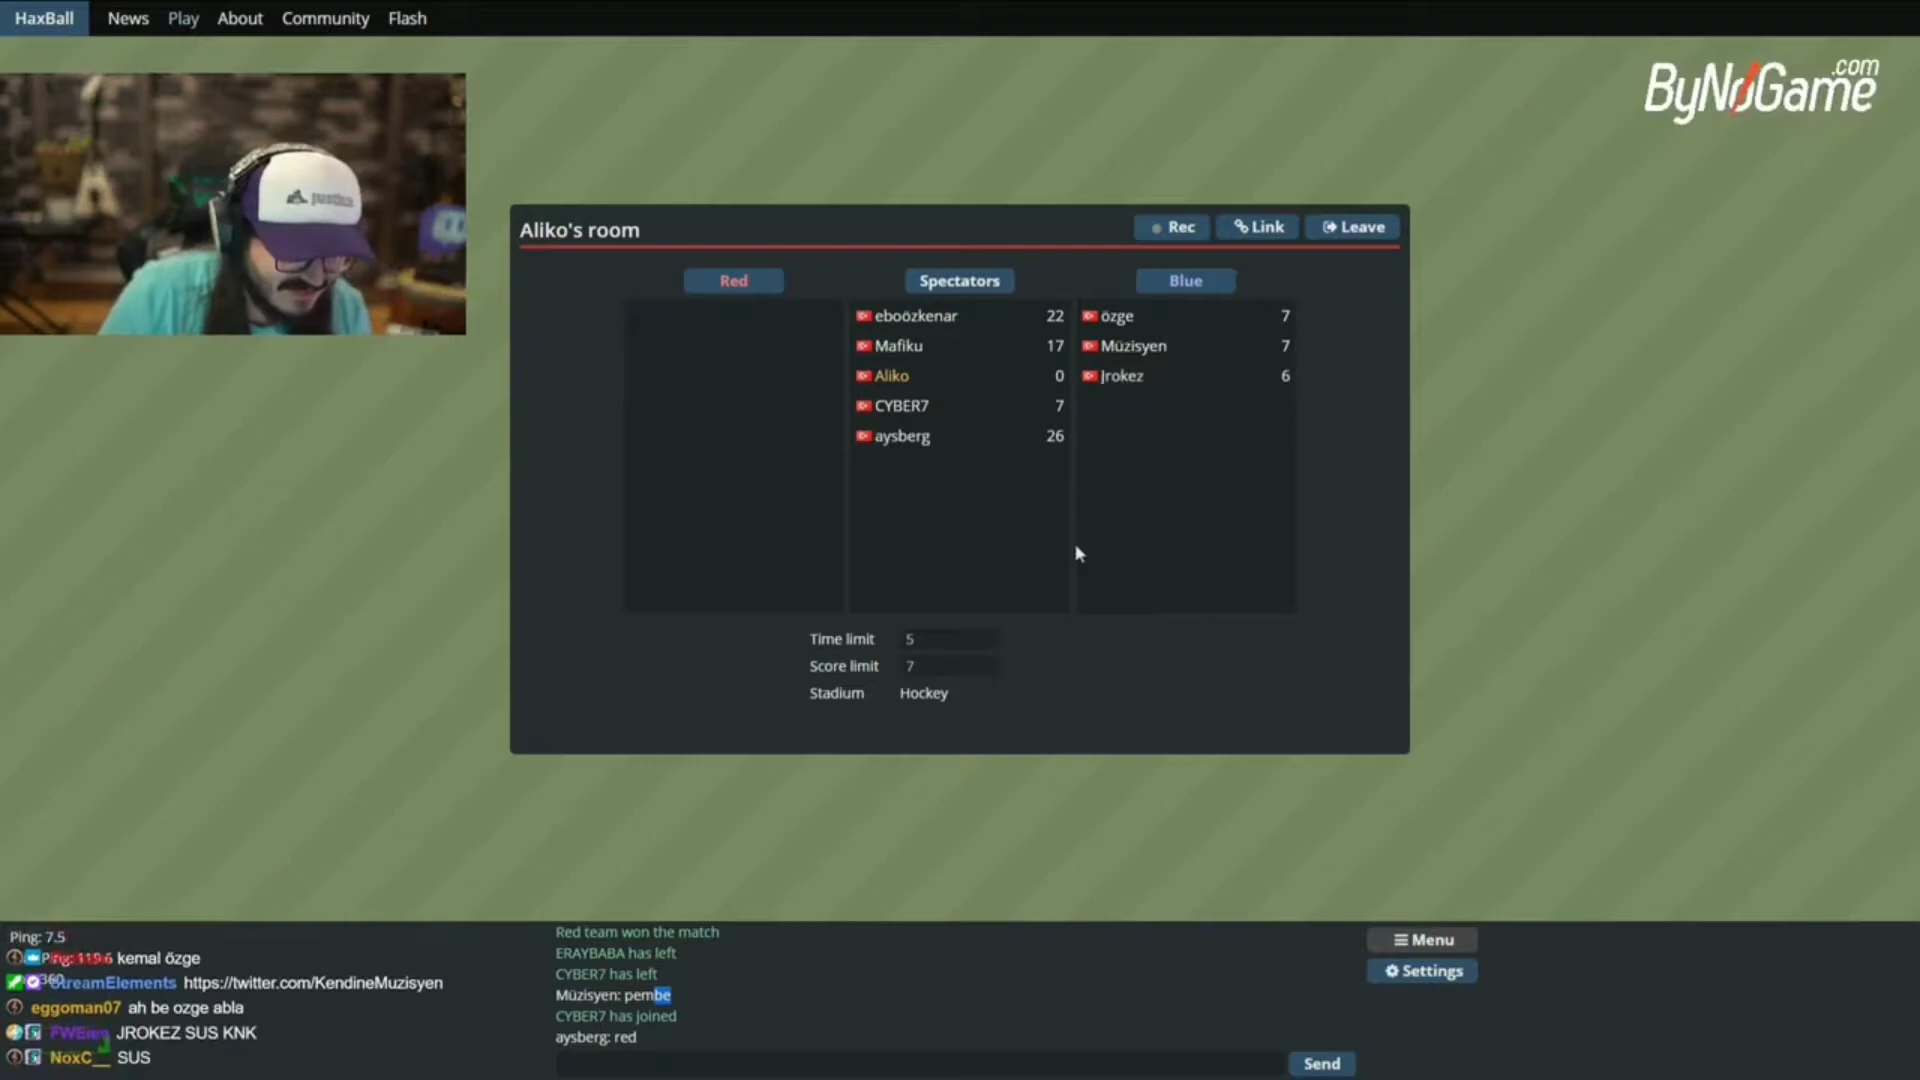 HaxBall News Play About Community Flash
ByNoGame.com
Aliko's room
Rec Link Leave
Red Spectators Blue
eboözkenar 22
Mafiku 17
Aliko 0
CYBER7 7
aysberg 26
özge 7
Müzisyen 7
Jrokez 6
Time limit 5
Score limit 7
Stadium Hockey
Ping: 7.5
kemal özge
StreamElements https://twitter.com/KendineMuzisyen
eggoman07 ah be ozge abla
JROKEZ SUS KNK
NoxC__ SUS
Red team won the match
ERAYBABA has left
CYBER7 has left
Müzisyen: pembe
CYBER7 has joined
aysberg: red
Send
Menu
Settings